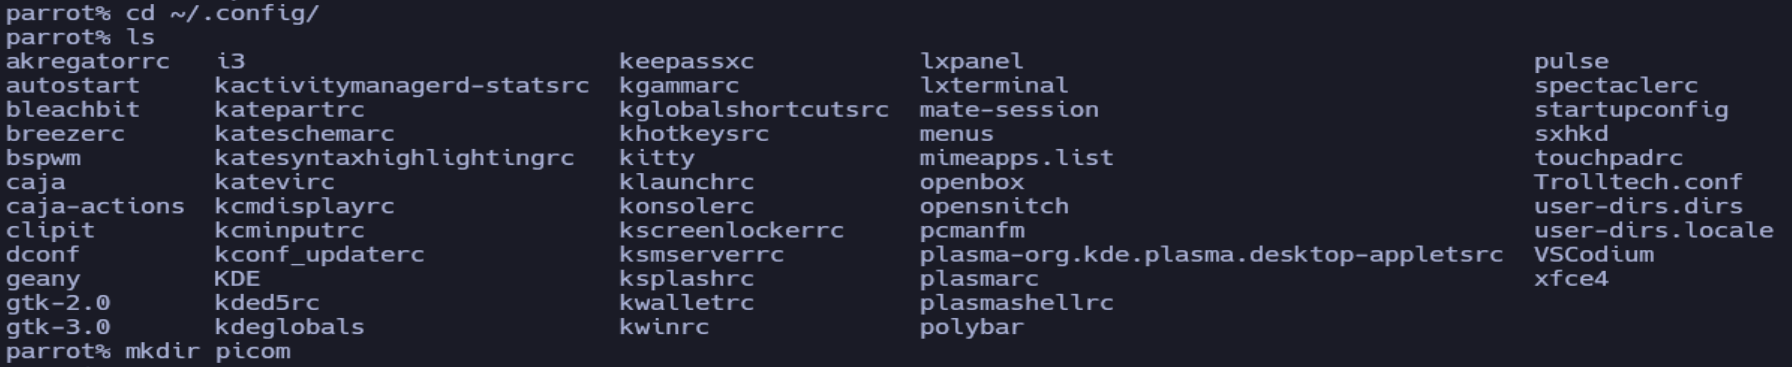 parrot% cd ~/.config/
parrot% ls
akregatorrc i3 keepassxc lxpanel pulse
autostart kactivitymanagerd-statsrc kgammarc lxterminal spectaclerc
bleachbit katepartrc kglobalshortcutsrc mate-session startupconfig
breezerc kateschemarc khotkeysrc menus sxhkd
bspwm katesyntaxhighlightingrc kitty mimeapps.list touchpadrc
caja katevirc klaunchrc openbox Trolltech.conf
caja-actions kcmdisplayrc konsolerc opensnitch user-dirs.dirs
clipit kcminputrc kscreenlockerrc pcmanfm user-dirs.locale
dconf kconf_updaterc ksmserverrc plasma-org.kde.plasma.desktop-appletsrc VSCodium
geany KDE ksplashrc plasmarc xfce4
gtk-2.0 kded5rc kwalletrc plasmashellrc
gtk-3.0 kdeglobals kwinrc polybar
parrot% mkdir picom